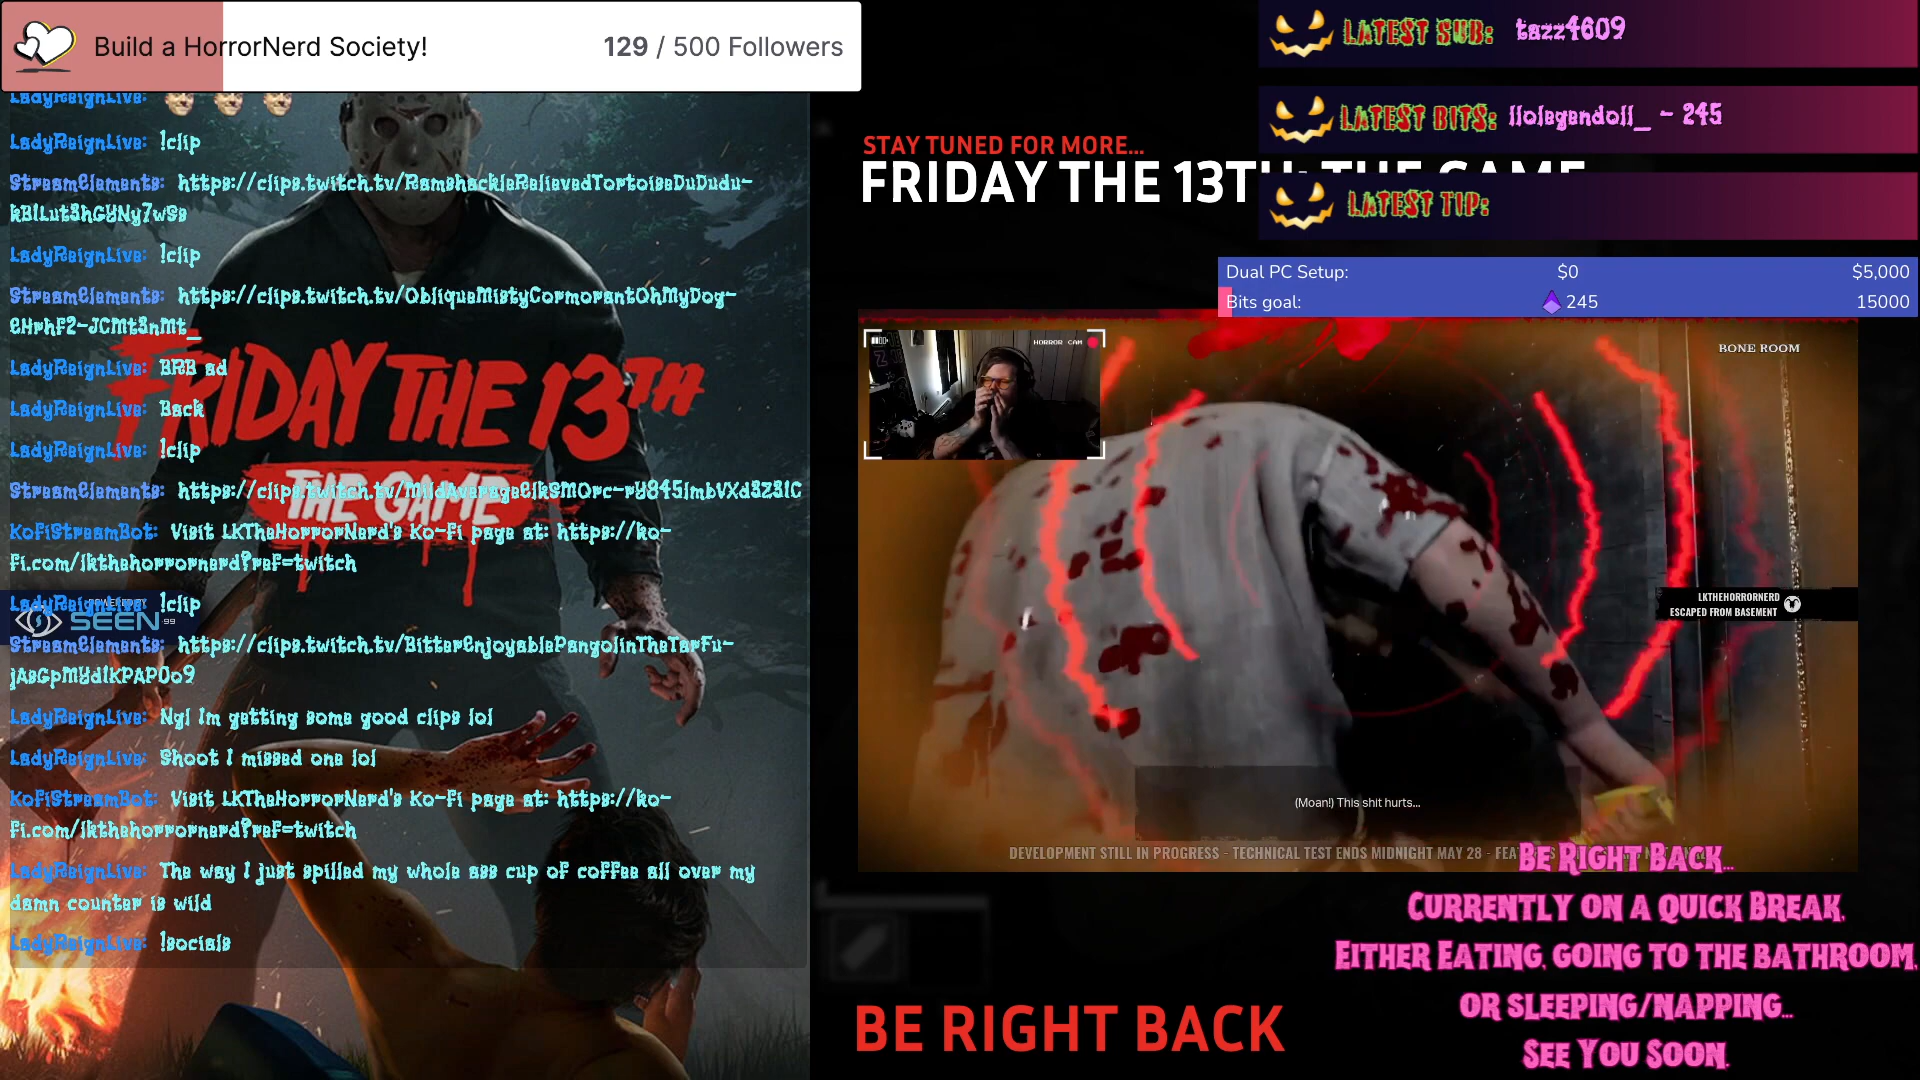 Build a HorrorNerd Society!
129 / 500 Followers
LadyReignLive:
LadyReignLive: !clip
StreamElements: https://clips.twitch.tv/RamshackleRelievedTortoiseDuDudu-
LadyReignLive: !clip
StreamElements: https://clips.twitch.tv/ObliqueMistyCormorantOhMyDog-
LadyReignLive: BRB ad
LadyReignLive: Back
LadyReignLive: !clip
StreamElements:
KoFiStreamBot: Visit LKTheHorrorNerd's Ko-Fi page at: https://ko-
fi.com/lkthehorrornerd?ref=twitch
LadyReignLive: !clip
StreamElements: https://clips.twitch.tv/BitterEnjoyablePangolinTheTarFu-
LadyReignLive: Ngl Im getting some good clips lol
LadyReignLive: Shoot I missed one lol
KoFiStreamBot: Visit LKTheHorrorNerd's Ko-Fi page at: https://ko-
fi.com/lkthehorrornerd?ref=twitch
LadyReignLive: The way I just spilled my whole ass cup of coffee all over my
damn counter is wild
LadyReignLive: !socials
FRIDAY THE 13TH
THE GAME
POWERED BY
SEEN.gg
STAY TUNED FOR MORE...
FRIDAY THE 13TH: THE GAME
LATEST SUB: tazz4609
LATEST BITS: llolegendoll_ - 245
LATEST TIP:
Dual PC Setup: $0 $5,000
Bits goal: 245 15000
HORROR CAM
BONE ROOM
LKTHEHORRORNERD
ESCAPED FROM BASEMENT
(Moan!) This shit hurts...
DEVELOPMENT STILL IN PROGRESS - TECHNICAL TEST ENDS MIDNIGHT MAY 28 -
BE RIGHT BACK...
CURRENTLY ON A QUICK BREAK,
EITHER EATING, GOING TO THE BATHROOM,
OR SLEEPING/NAPPING...
SEE YOU SOON.
BE RIGHT BACK